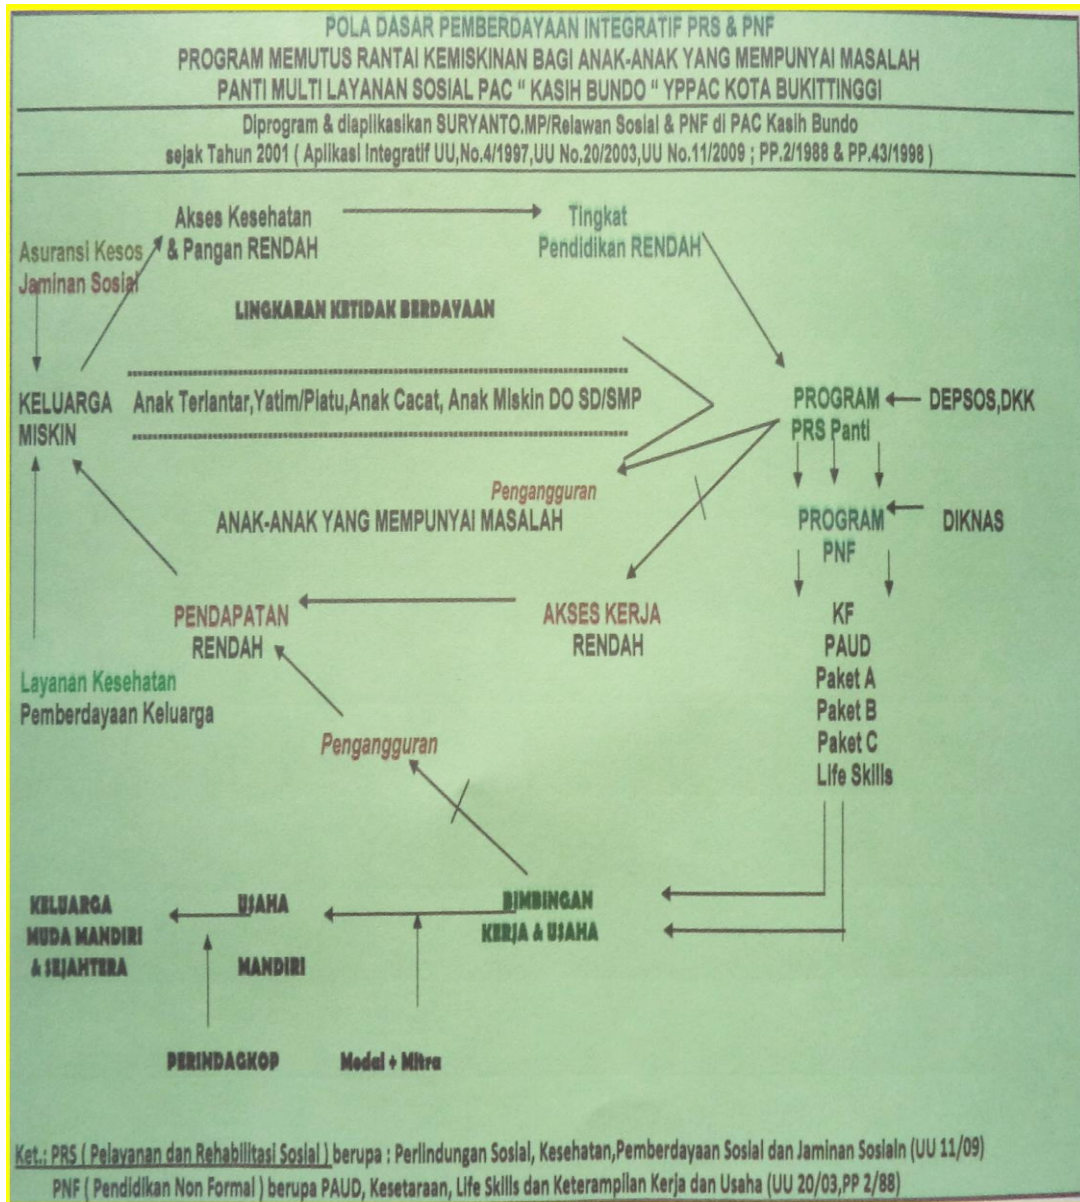 POLA DASAR PEMBERDAYAAN INTEGRATIF PRS & PNF
PROGRAM MEMUTUS RANTAI KEMISKINAN BAGI ANAK-ANAK YANG MEMPUNYAI MASALAH
PANTI MULTI LAYANAN SOSIAL PAC " KASIH BUNDO " YPPAC KOTA BUKITTINGGI
Diprogram & diaplikasikan SURYANTO.MP/Relawan Sosial & PNF di PAC Kasih Bundo
sejak Tahun 2001 ( Aplikasi Integratif UU,No.4/1997,UU No.20/2003,UU No.11/2009 ; PP.2/1988 & PP.43/1998 )
Akses Kesehatan
& Pangan RENDAH
Tingkat
Pendidikan RENDAH
Asuransi Kesos
Jaminan Sosial
LINGKARAN KETIDAK BERDAYAAN
KELUARGA
MISKIN
Anak Terlantar,Yatim/Piatu,Anak Cacat, Anak Miskin DO SD/SMP
PROGRAM
PRS Panti
DEPSOS,DKK
Pengangguran
ANAK-ANAK YANG MEMPUNYAI MASALAH
PROGRAM
PNF
DIKNAS
PENDAPATAN
RENDAH
AKSES KERJA
RENDAH
KF
PAUD
Paket A
Paket B
Paket C
Life Skills
Layanan Kesehatan
Pemberdayaan Keluarga
Pengangguran
BIMBINGAN
KERJA & USAHA
USAHA
MANDIRI
KELUARGA
MUDA MANDIRI
& SEJAHTERA
PERINDAGKOP
Modal + Mitra
Ket.: PRS ( Pelayanan dan Rehabilitasi Sosial ) berupa : Perlindungan Sosial, Kesehatan,Pemberdayaan Sosial dan Jaminan Sosialn (UU 11/09)
PNF ( Pendidikan Non Formal ) berupa PAUD, Kesetaraan, Life Skills dan Keterampilan Kerja dan Usaha (UU 20/03,PP 2/88)